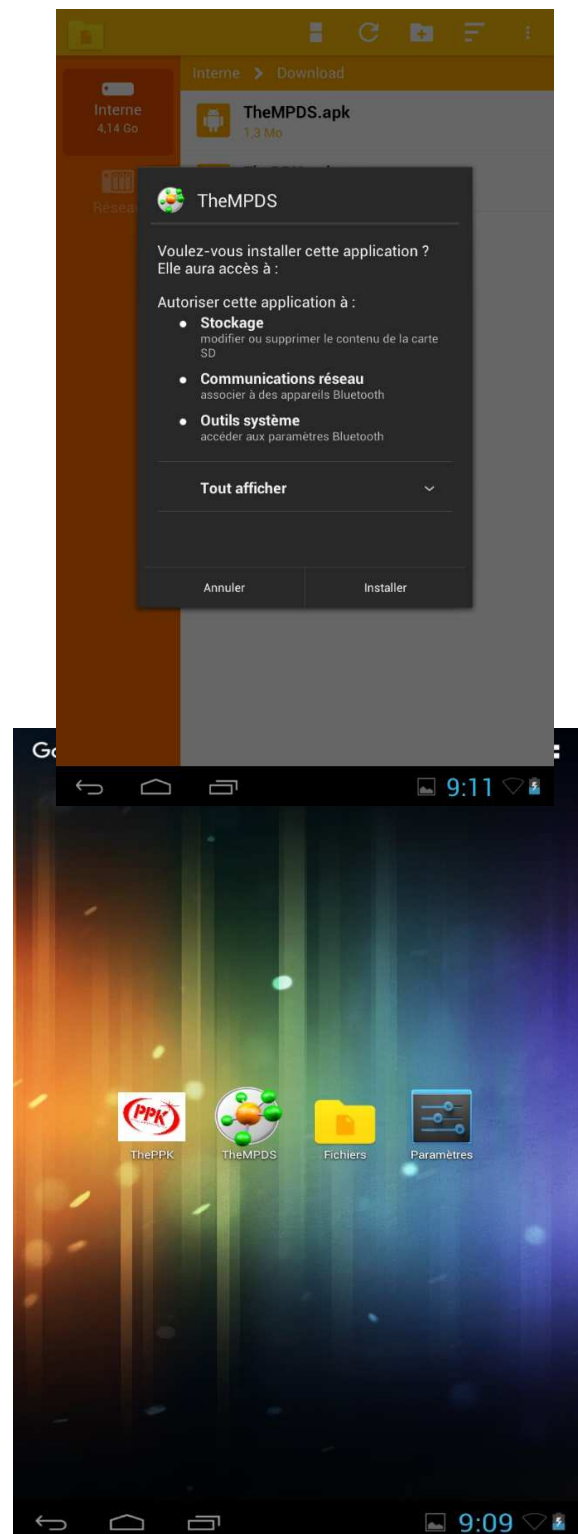 Interne > Download
Interne
4,14 Go
TheMPDS.apk
1,3 Mo
TheMPDS
Voulez-vous installer cette application ?
Elle aura accès à :
Autoriser cette application à :
• Stockage
modifier ou supprimer le contenu de la carte
SD
• Communications réseau
associer à des appareils Bluetooth
• Outils système
accéder aux paramètres Bluetooth
Tout afficher
Annuler
Installer
9:11
PPK
ThePPK
TheMPDS
Fichiers
Paramètres
9:09